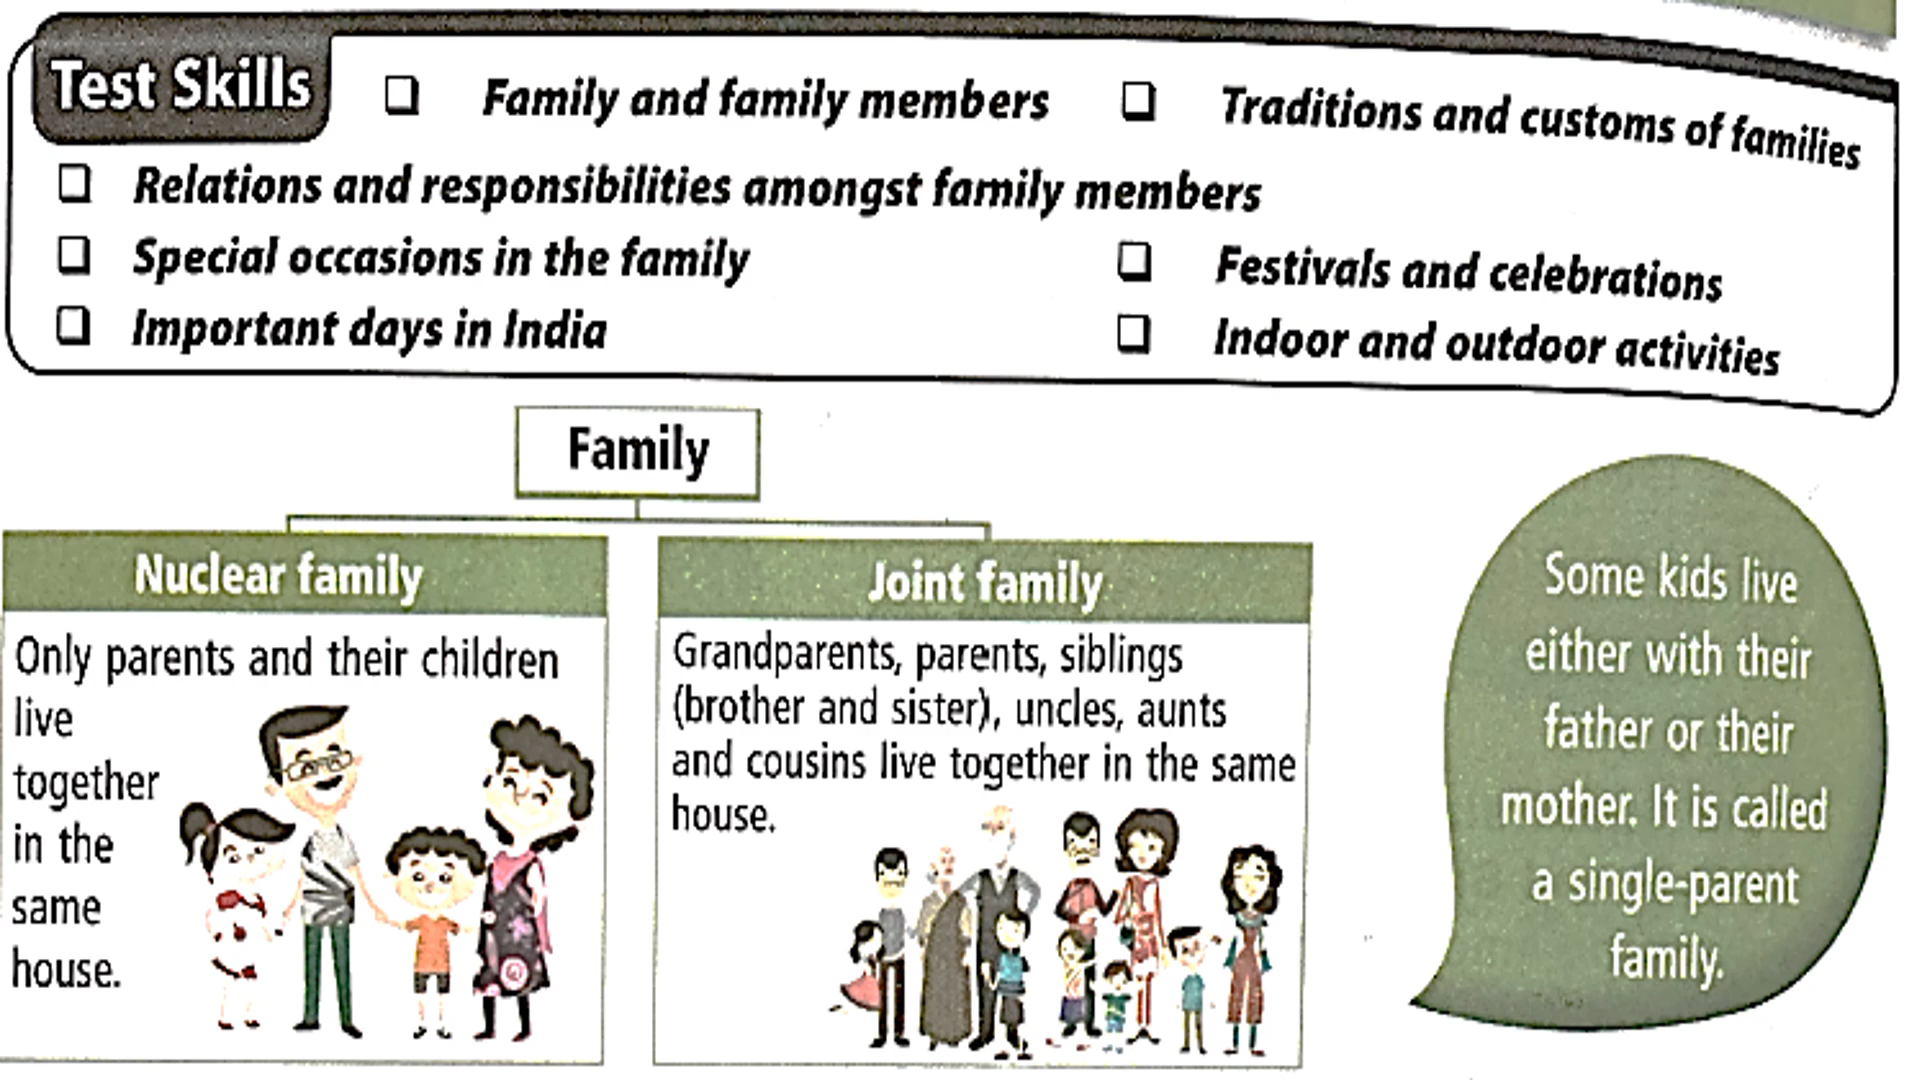 Test Skills
❑ Family and family members ❑ Traditions and customs of families
❑ Relations and responsibilities amongst family members
❑ Special occasions in the family ❑ Festivals and celebrations
❑ Important days in India ❑ Indoor and outdoor activities
Family
Nuclear family
Only parents and their children
live
together
in the
same
house.
Joint family
Grandparents, parents, siblings
(brother and sister), uncles, aunts
and cousins live together in the same
house.
Some kids live
either with their
father or their
mother. It is called
a single-parent
family.